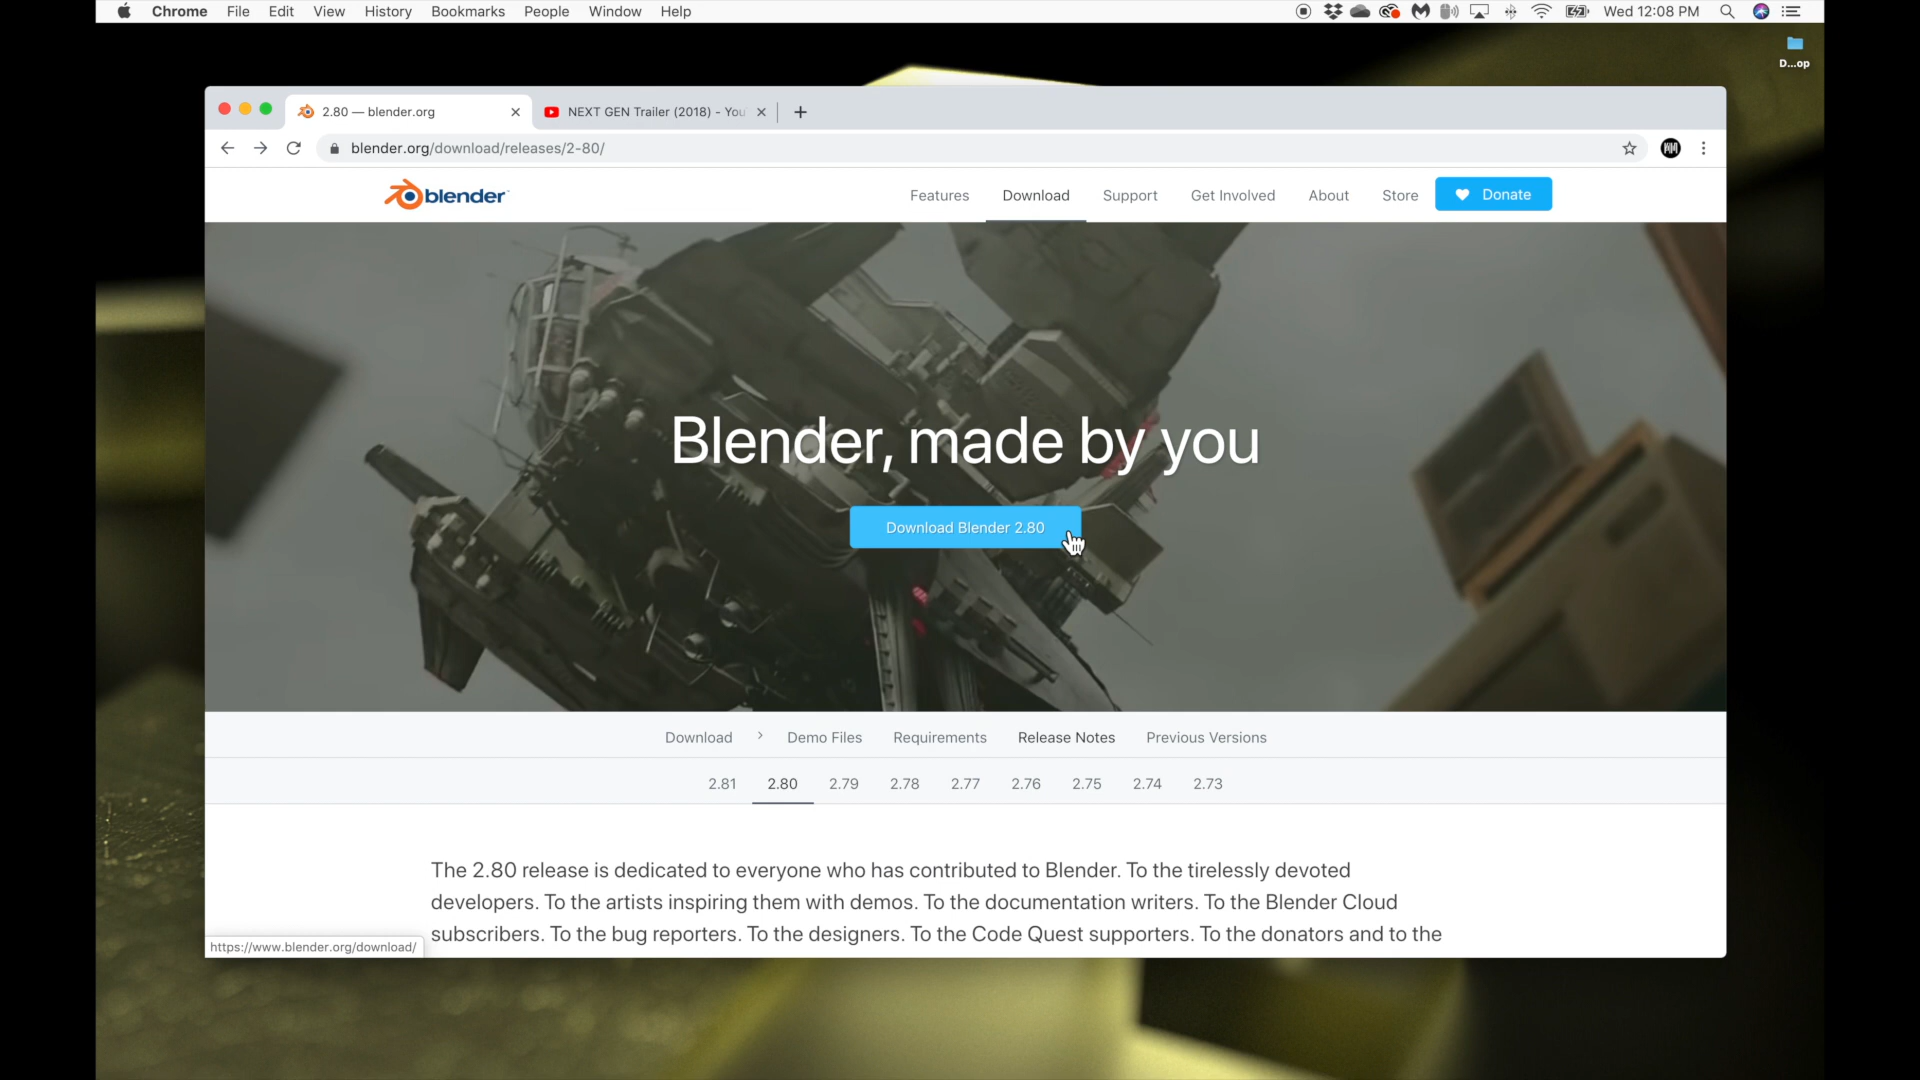 Chrome File Edit View History Bookmarks People Window Help Wed 12:08 PM
D...op
2.80 — blender.org NEXT GEN Trailer (2018) - You
blender.org/download/releases/2-80/
blender Features Download Support Get Involved About Store Donate
Blender, made by you
Download Blender 2.80
Download > Demo Files Requirements Release Notes Previous Versions
2.81 2.80 2.79 2.78 2.77 2.76 2.75 2.74 2.73
The 2.80 release is dedicated to everyone who has contributed to Blender. To the tirelessly devoted
developers. To the artists inspiring them with demos. To the documentation writers. To the Blender Cloud
subscribers. To the bug reporters. To the designers. To the Code Quest supporters. To the donators and to the
https://www.blender.org/download/